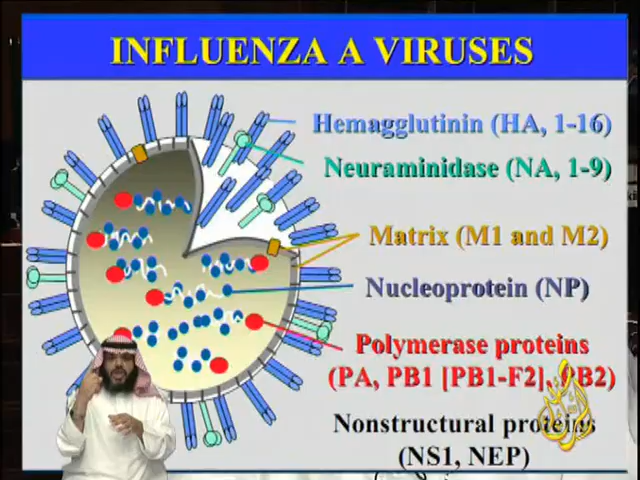 INFLUENZA A VIRUSES
Hemagglutinin (HA, 1-16)
Neuraminidase (NA, 1-9)
Matrix (M1 and M2)
Nucleoprotein (NP)
Polymerase proteins
(PA, PB1 [PB1-F2], PB2)
Nonstructural proteins
(NS1, NEP)